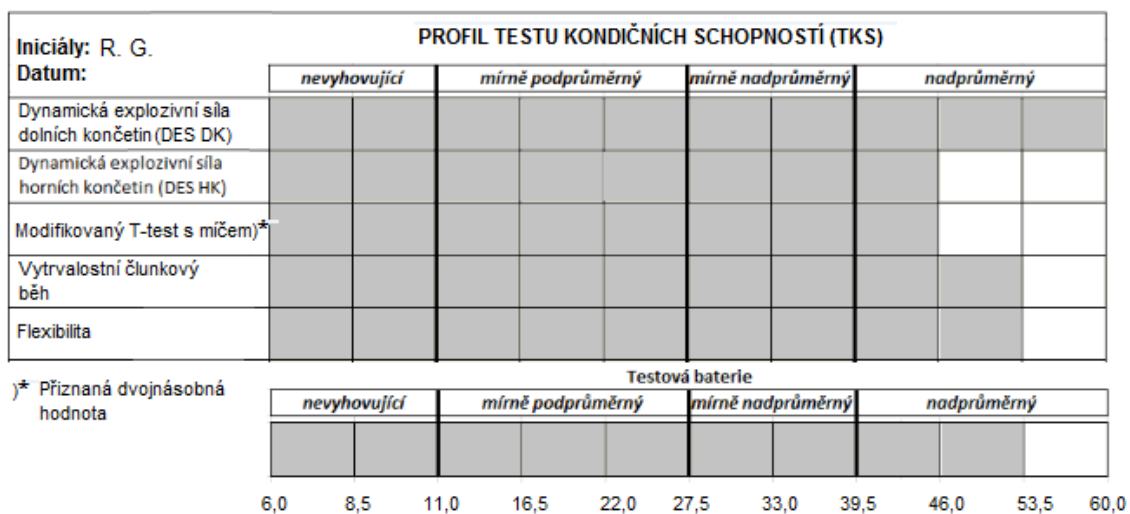 PROFIL TESTU KONDIČNÍCH SCHOPNOSTÍ (TKS)
Iniciály: R. G.
Datum:
nevyhovující mírně podprůměrný mírně nadprůměrný nadprůměrný
Dynamická explozivní síla
dolních končetin (DES DK)
Dynamická explozivní síla
horních končetin (DES HK)
Modifikovaný T-test s míčem)*
Vytrvalostní člunkový
běh
Flexibilita
)* Přiznaná dvojnásobná
hodnota
Testová baterie
nevyhovující mírně podprůměrný mírně nadprůměrný nadprůměrný
6,0 8,5 11,0 16,5 22,0 27,5 33,0 39,5 46,0 53,5 60,0